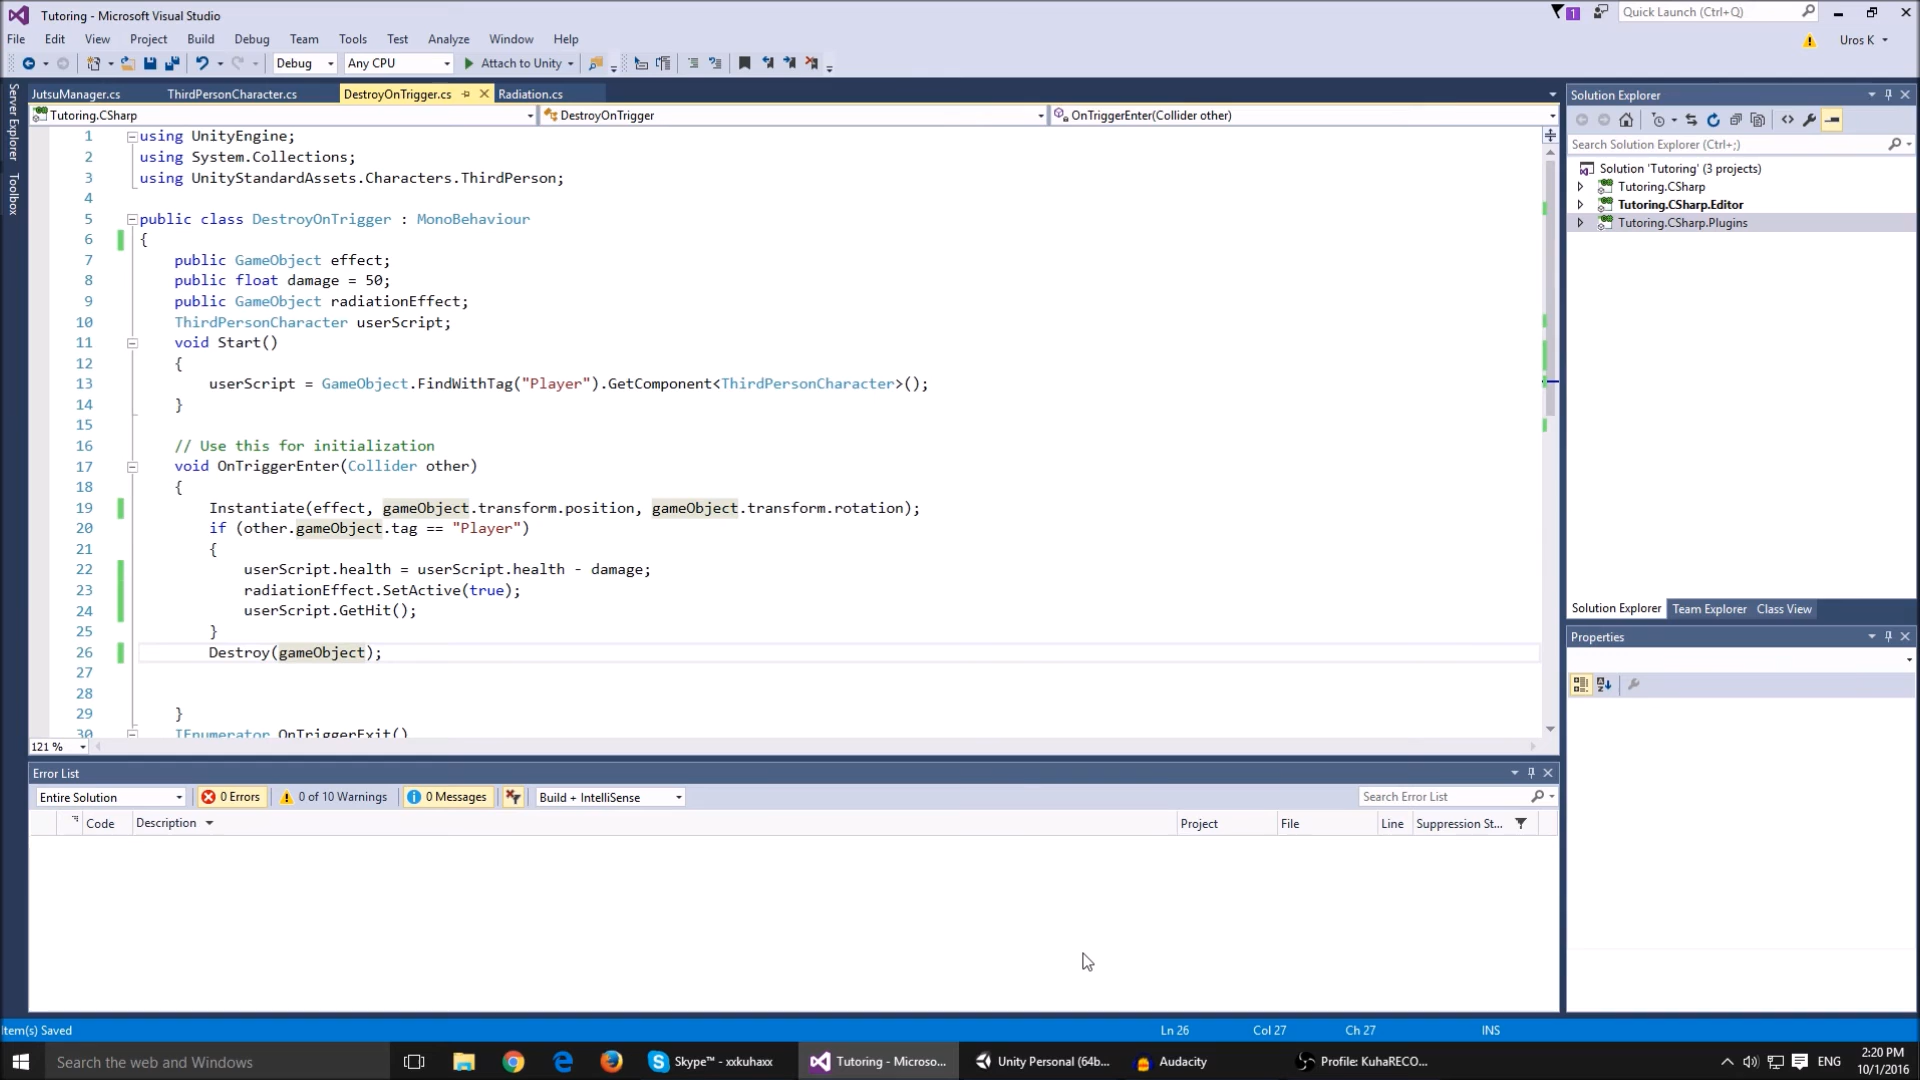 Tutoring - Microsoft Visual Studio
1
Quick Launch (Ctrl+Q)
File Edit View Project Build Debug Team Tools Test Analyze Window Help
Uros K
Debug Any CPU Attach to Unity
Server Explorer
Toolbox
JutsuManager.cs ThirdPersonCharacter.cs DestroyOnTrigger.cs Radiation.cs
Tutoring.CSharp DestroyOnTrigger OnTriggerEnter(Collider other)
1 using UnityEngine;
2 using System.Collections;
3 using UnityStandardAssets.Characters.ThirdPerson;
4
5 public class DestroyOnTrigger : MonoBehaviour
6 {
7 public GameObject effect;
8 public float damage = 50;
9 public GameObject radiationEffect;
10 ThirdPersonCharacter userScript;
11 void Start()
12 {
13 userScript = GameObject.FindWithTag("Player").GetComponent<ThirdPersonCharacter>();
14 }
15
16 // Use this for initialization
17 void OnTriggerEnter(Collider other)
18 {
19 Instantiate(effect, gameObject.transform.position, gameObject.transform.rotation);
20 if (other.gameObject.tag == "Player")
21 {
22 userScript.health = userScript.health - damage;
23 radiationEffect.SetActive(true);
24 userScript.GetHit();
25 }
26 Destroy(gameObject);
27
28
29 }
30 IEnumerator OnTriggerExit()
121 %
Solution Explorer
Search Solution Explorer (Ctrl+;)
Solution 'Tutoring' (3 projects)
Tutoring.CSharp
Tutoring.CSharp.Editor
Tutoring.CSharp.Plugins
Solution Explorer Team Explorer Class View
Properties
Error List
Entire Solution 0 Errors 0 of 10 Warnings 0 Messages Build + IntelliSense Search Error List
Code Description Project File Line Suppression St...
Item(s) Saved Ln 26 Col 27 Ch 27 INS
Search the web and Windows
Skype™ - xxkuhaxx
Tutoring - Microso...
Unity Personal (64b...
Audacity
Profile: KuhaRECO...
ENG
2:20 PM
10/1/2016